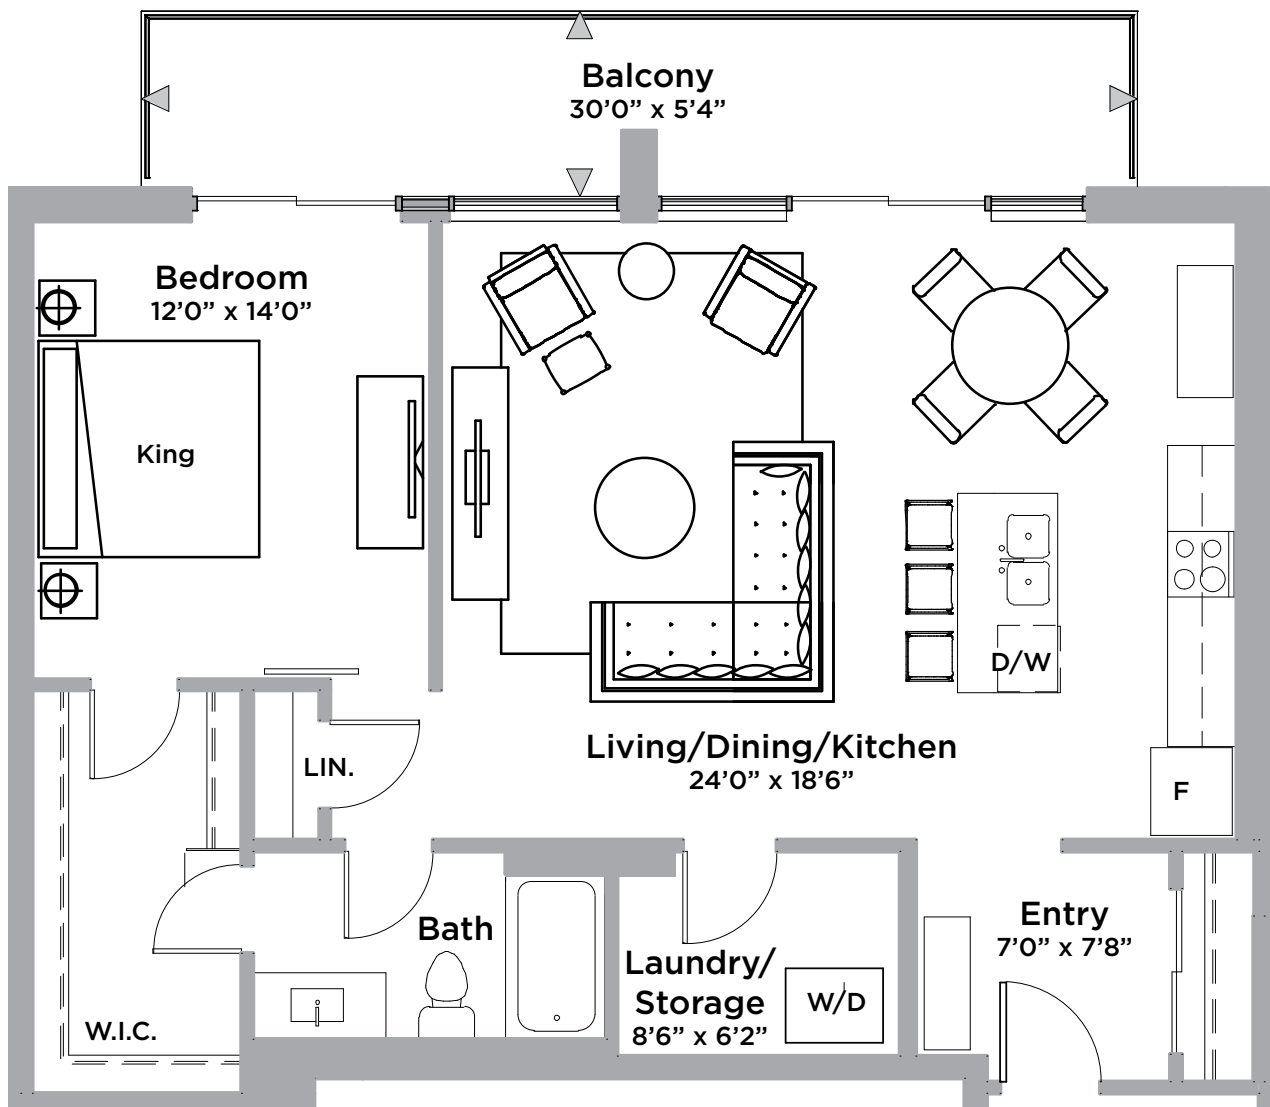 Balcony
30’0” x 5’4”
Bedroom
12’0” x 14’0”
King
D/W
Living/Dining/Kitchen
24’0” x 18’6”
LIN.
F
Bath
Entry
7’0” x 7’8”
Laundry/
Storage
8’6” x 6’2”
W/D
W.I.C.